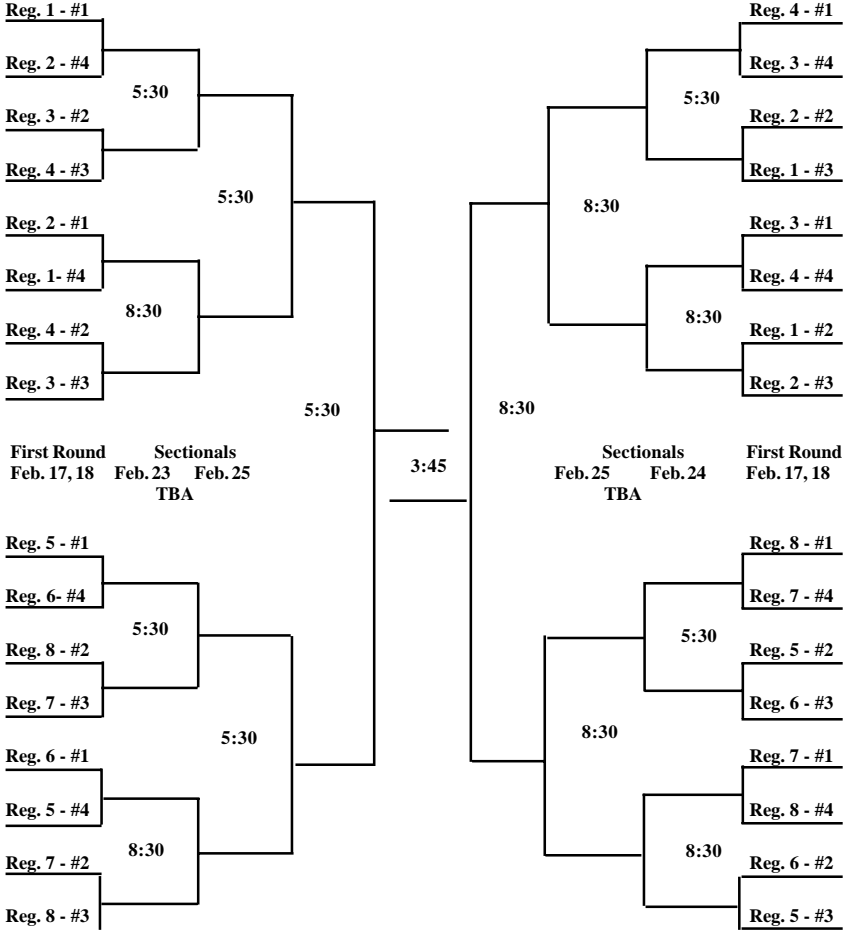 Reg. 1 - #1
Reg. 2 - #4
5:30
Reg. 3 - #2
Reg. 4 - #3
5:30
Reg. 2 - #1
Reg. 1- #4
8:30
Reg. 4 - #2
Reg. 3 - #3
5:30
First Round Sectionals
Feb. 17, 18 Feb. 23 Feb. 25
TBA
Reg. 5 - #1
Reg. 6- #4
5:30
Reg. 8 - #2
Reg. 7 - #3
5:30
Reg. 6 - #1
Reg. 5 - #4
8:30
Reg. 7 - #2
Reg. 8 - #3
3:45
Reg. 4 - #1
Reg. 3 - #4
5:30
Reg. 2 - #2
Reg. 1 - #3
8:30
Reg. 3 - #1
Reg. 4 - #4
8:30
Reg. 1 - #2
Reg. 2 - #3
8:30
Sectionals First Round
Feb. 25 Feb. 24 Feb. 17, 18
TBA
Reg. 8 - #1
Reg. 7 - #4
5:30
Reg. 5 - #2
Reg. 6 - #3
8:30
Reg. 7 - #1
Reg. 8 - #4
8:30
Reg. 6 - #2
Reg. 5 - #3